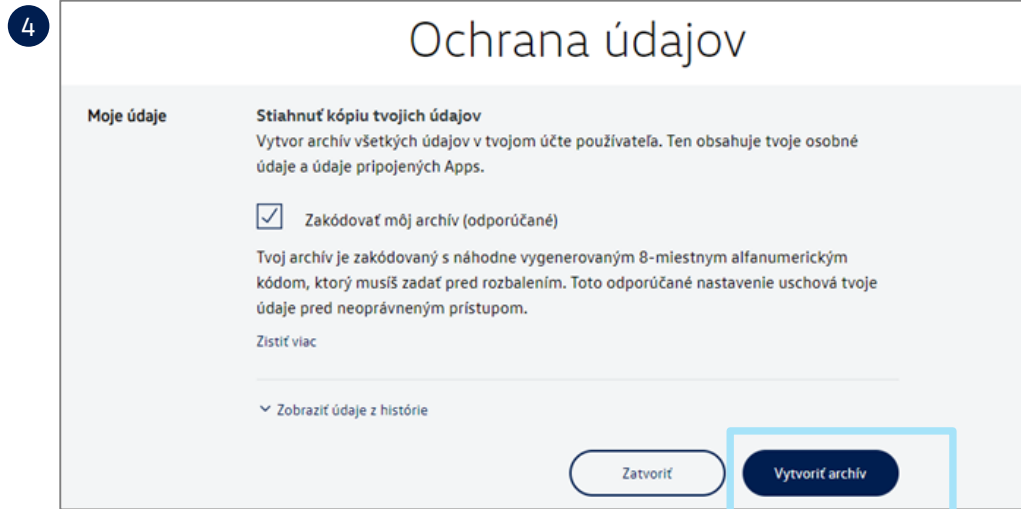 4
Ochrana údajov
Moje údaje
Stiahnuť kópiu tvojich údajov
Vytvor archív všetkých údajov v tvojom účte používateľa. Ten obsahuje tvoje osobné
údaje a údaje pripojených Apps.
Zakódovať môj archív (odporúčané)
Tvoj archív je zakódovaný s náhodne vygenerovaným 8-miestnym alfanumerickým
kódom, ktorý musíš zadať pred rozbalením. Toto odporúčané nastavenie uschová tvoje
údaje pred neoprávneným prístupom.
Zistiť viac
Zobraziť údaje z histórie
Zatvoriť
Vytvoriť archív